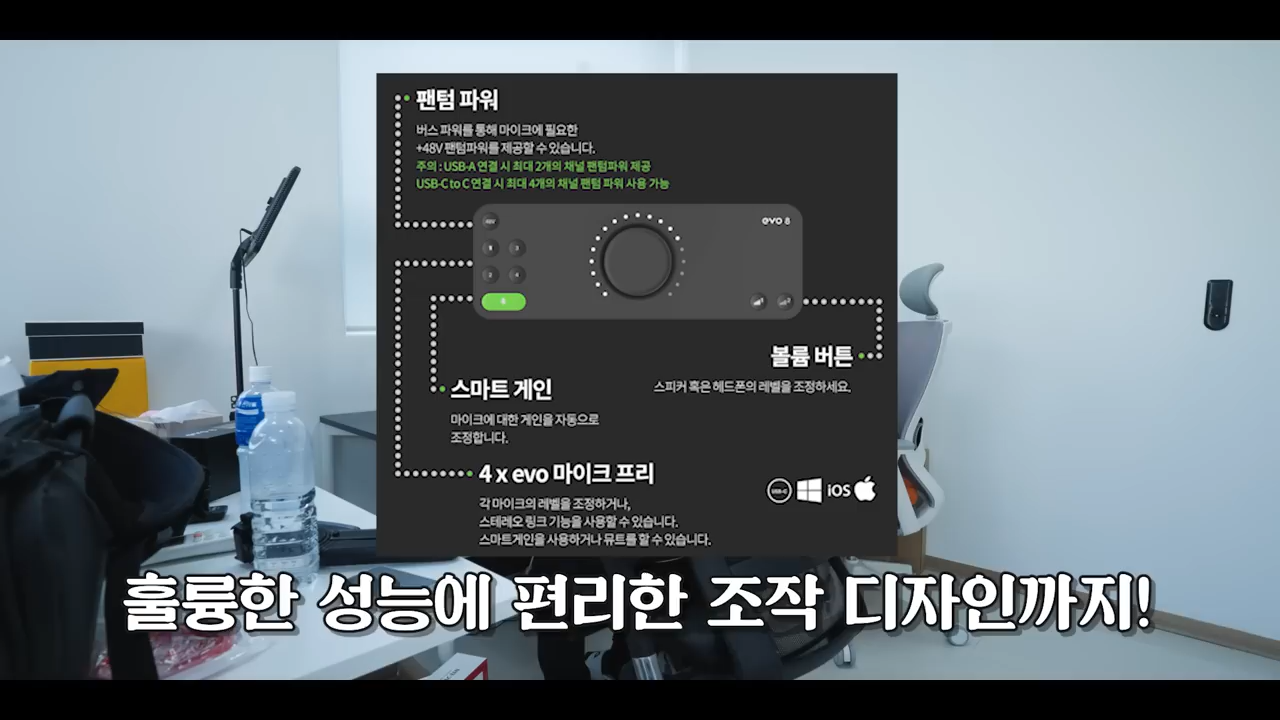 팬텀 파워
버스 파워를 통해 마이크에 필요한
+48V 팬텀파워를 제공할 수 있습니다.
주의 : USB-A 연결 시 최대 2개의 채널 팬텀파워 제공
USB-C to C 연결 시 최대 4개의 채널 팬텀 파워 사용 가능
evo 8
볼륨 버튼
스피커 혹은 헤드폰의 레벨을 조정하세요.
스마트 게인
마이크에 대한 게인을 자동으로
조정합니다.
4 x evo 마이크 프리
각 마이크의 레벨을 조정하거나,
스테레오 링크 기능을 사용할 수 있습니다.
스마트게인을 사용하거나 뮤트를 할 수 있습니다.
USB-C iOS
훌륭한 성능에 편리한 조작 디자인까지!